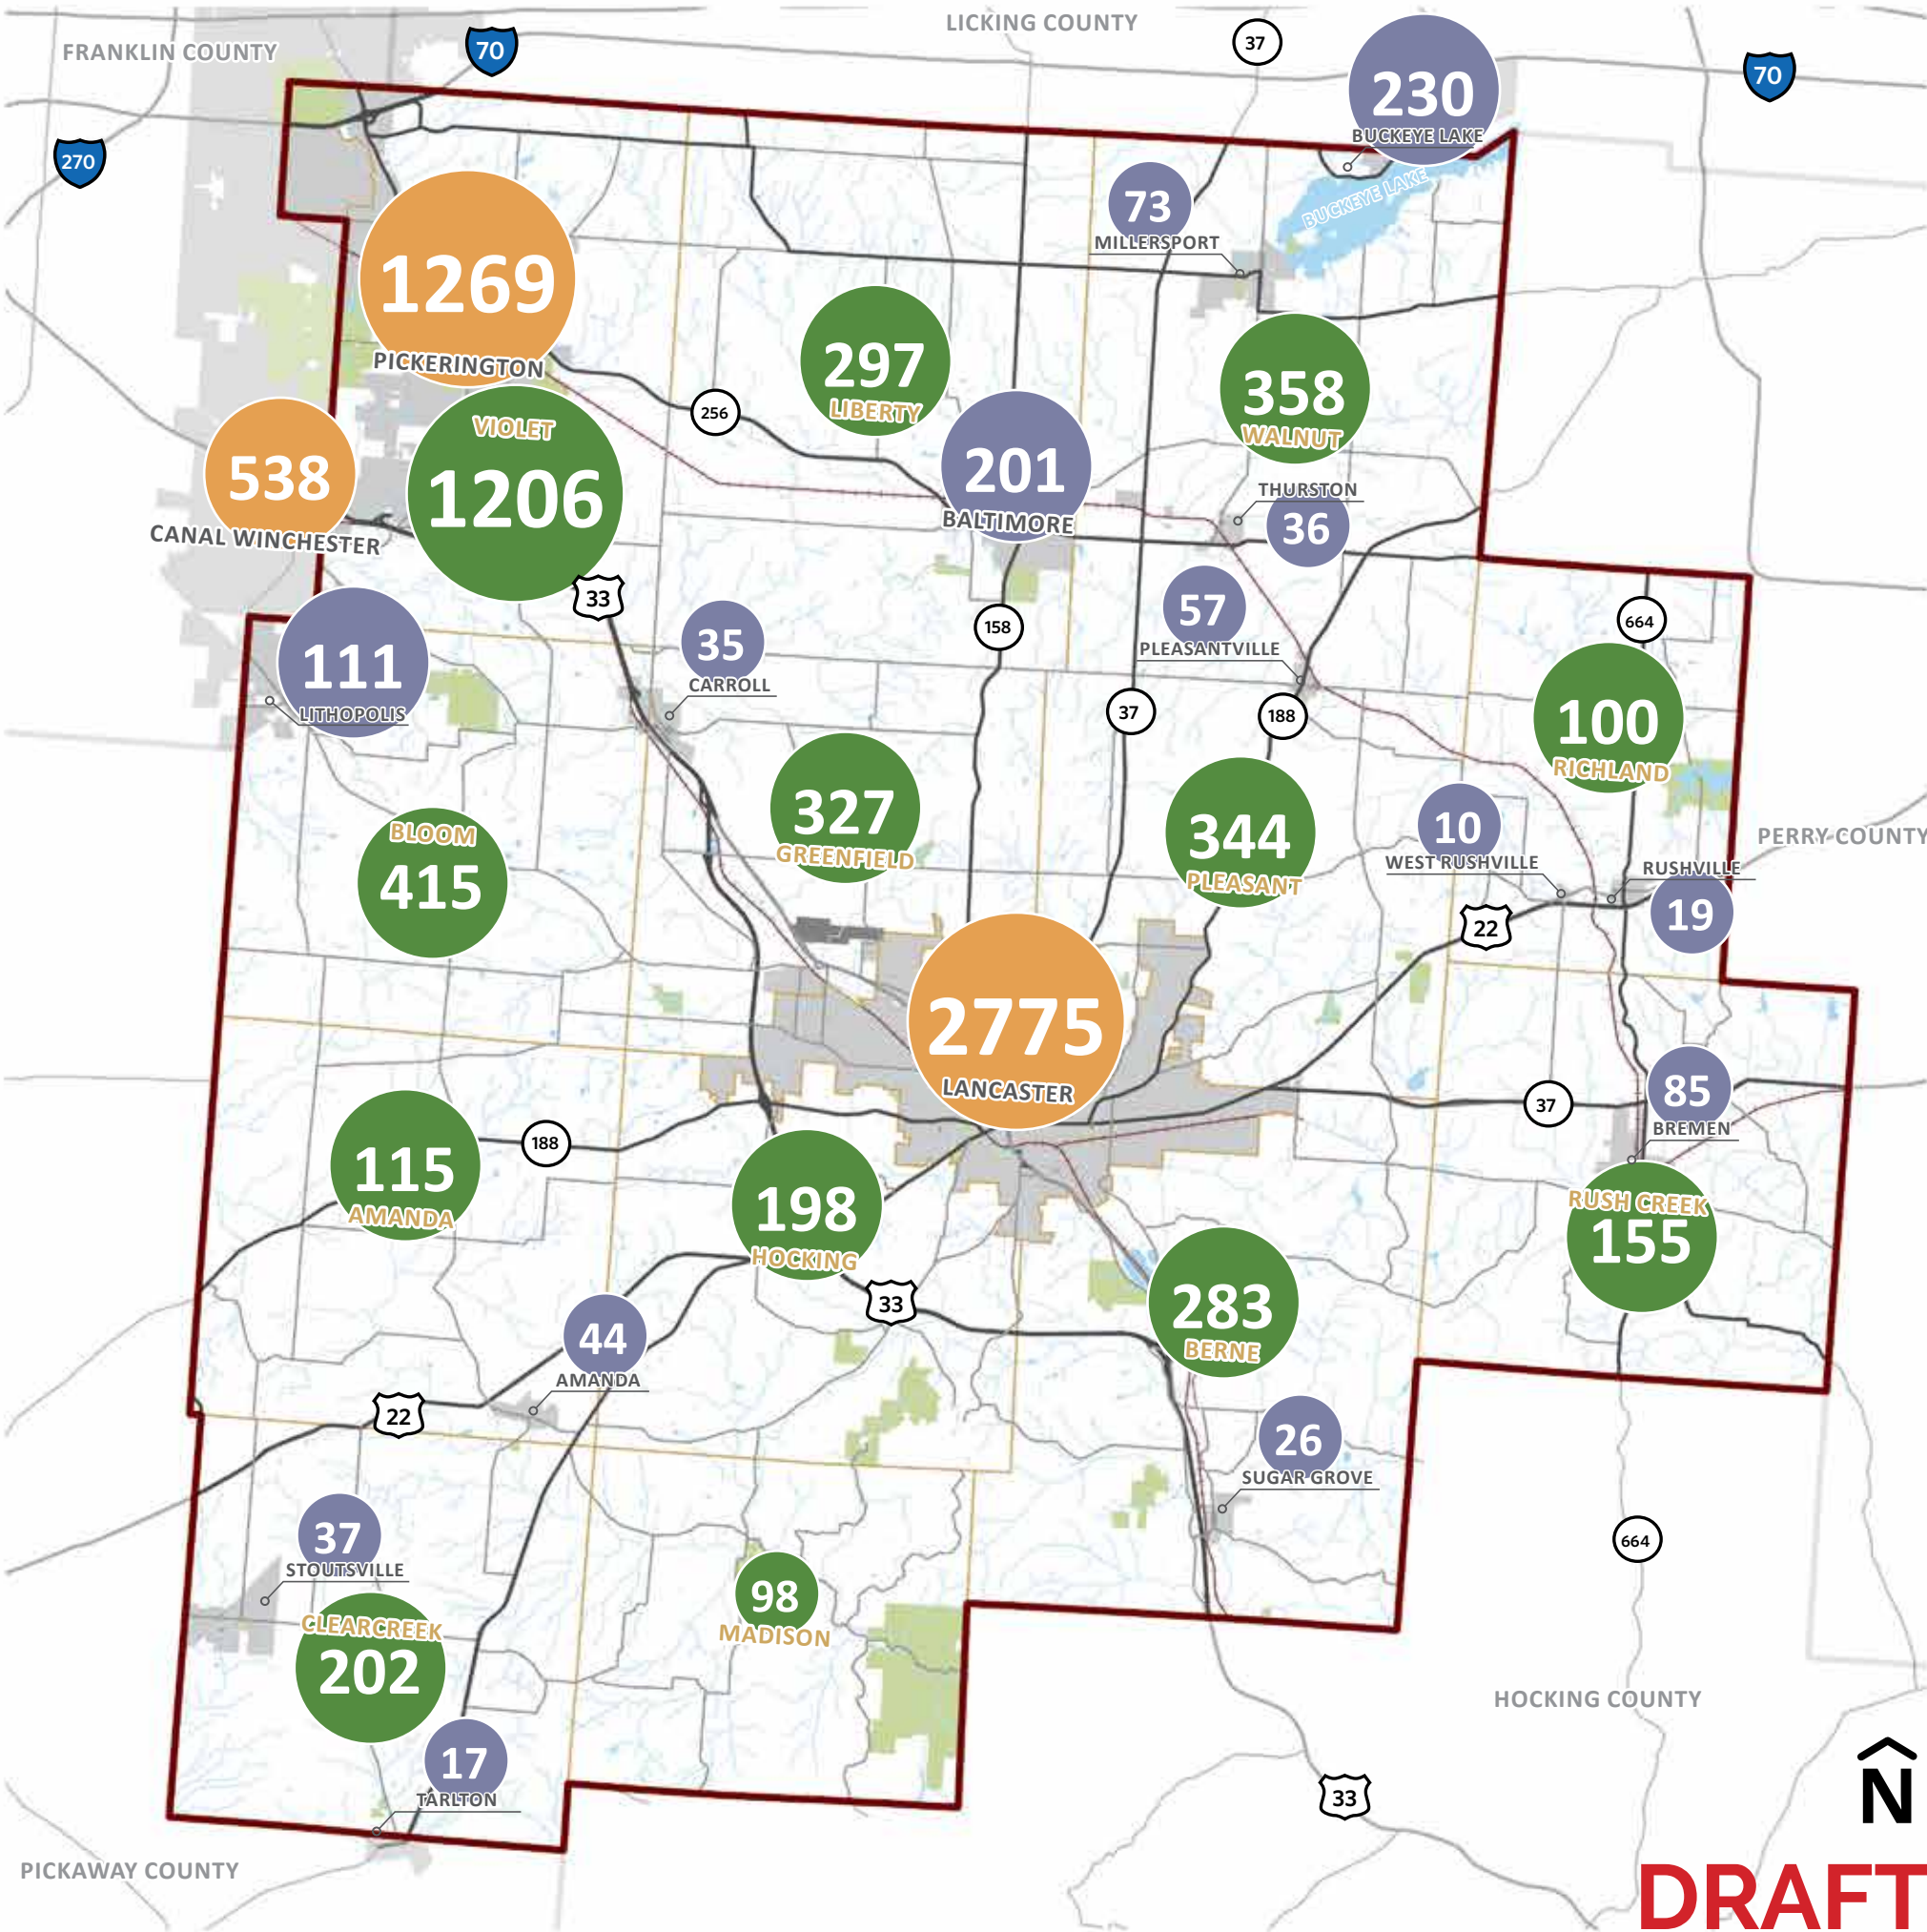 LICKING COUNTY
FRANKLIN COUNTY
70
37
70
270
230
BUCKEYE LAKE
BUCKEYE LAKE
73
MILLERSPORT
1269
PICKERINGTON
297
LIBERTY
358
WALNUT
256
VIOLET
1206
538
CANAL WINCHESTER
201
BALTIMORE
THURSTON
36
33
158
57
PLEASANTVILLE
664
111
LITHOPOLIS
35
CARROLL
37
188
100
RICHLAND
327
GREENFIELD
344
PLEASANT
BLOOM
415
10
WEST RUSHVILLE
PERRY COUNTY
RUSHVILLE
19
22
2775
LANCASTER
37
85
BREMEN
188
115
AMANDA
198
HOCKING
RUSH CREEK
155
33
283
BERNE
44
AMANDA
22
26
SUGAR GROVE
37
STOUTSVILLE
664
98
MADISON
CLEARCREEK
202
HOCKING COUNTY
17
TARLTON
33
N
PICKAWAY COUNTY
DRAFT